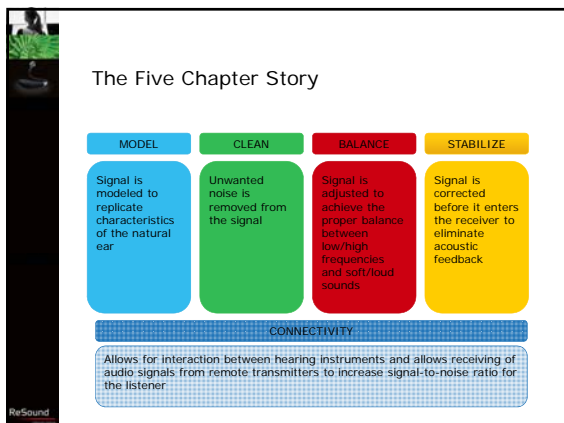 The Five Chapter Story
MODEL
CLEAN
BALANCE
STABILIZE
Signal is
modeled to
replicate
characteristics
of the natural
ear
Unwanted
noise is
removed from
the signal
Signal is
adjusted to
achieve the
proper balance
between
low/high
frequencies
and soft/loud
sounds
Signal is
corrected
before it enters
the receiver to
eliminate
acoustic
feedback
CONNECTIVITY
Allows for interaction between hearing instruments and allows receiving of
audio signals from remote transmitters to increase signal-to-noise ratio for
the listener
ReSound